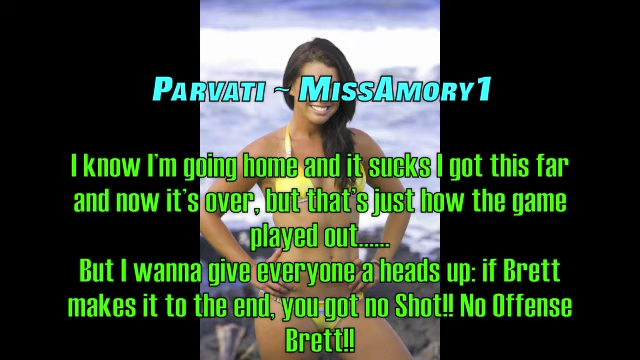 Parvati ~ MissAmory1
I know I'm going home and it sucks I got this far
and now it's over, but that's just how the game
played out......
But I wanna give everyone a heads up: if Brett
makes it to the end, you got no Shot!! No Offense
Brett!!